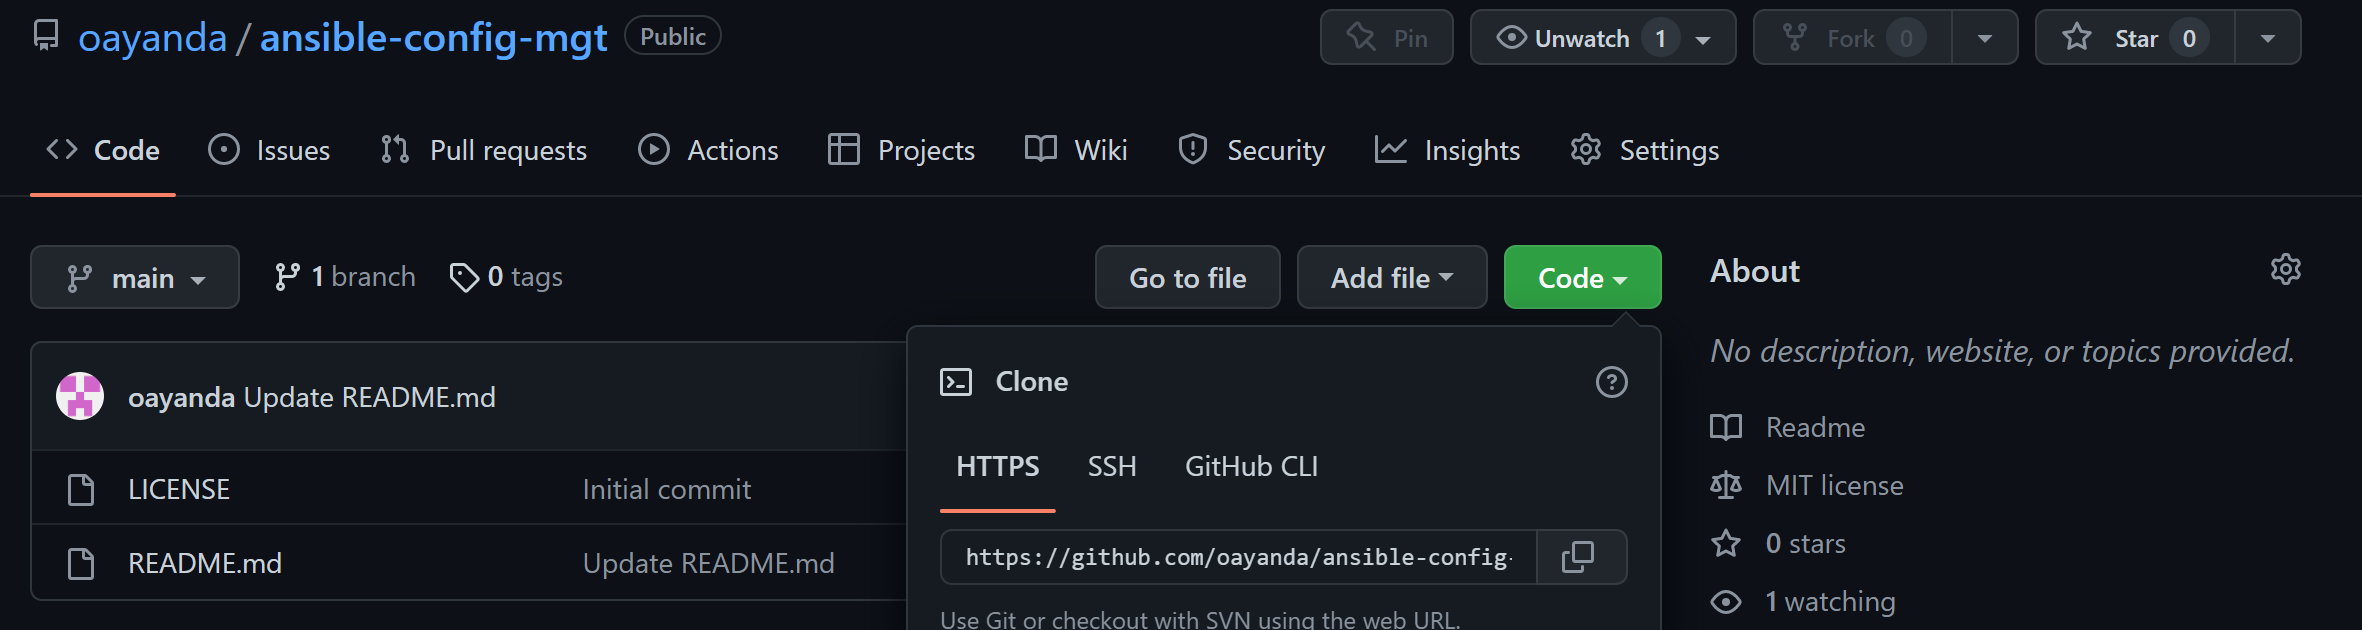 oayanda / ansible-config-mgt Public Pin Unwatch 1 Fork 0 Star 0
Code Issues Pull requests Actions Projects Wiki Security Insights Settings
main 1 branch 0 tags Go to file Add file Code
oayanda Update README.md
LICENSE Initial commit
README.md Update README.md
Clone
HTTPS SSH GitHub CLI
https://github.com/oayanda/ansible-config-
Use Git or checkout with SVN using the web URL.
About
No description, website, or topics provided.
Readme
MIT license
0 stars
1 watching